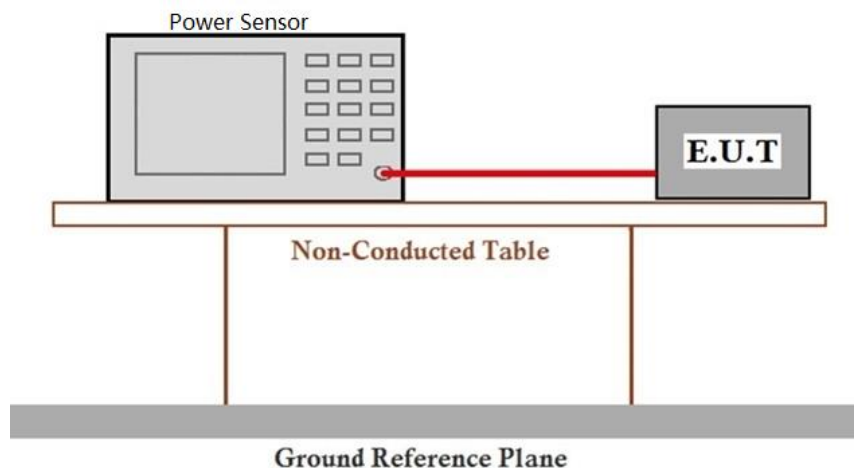 Power Sensor
E.U.T
Non-Conducted Table
Ground Reference Plane